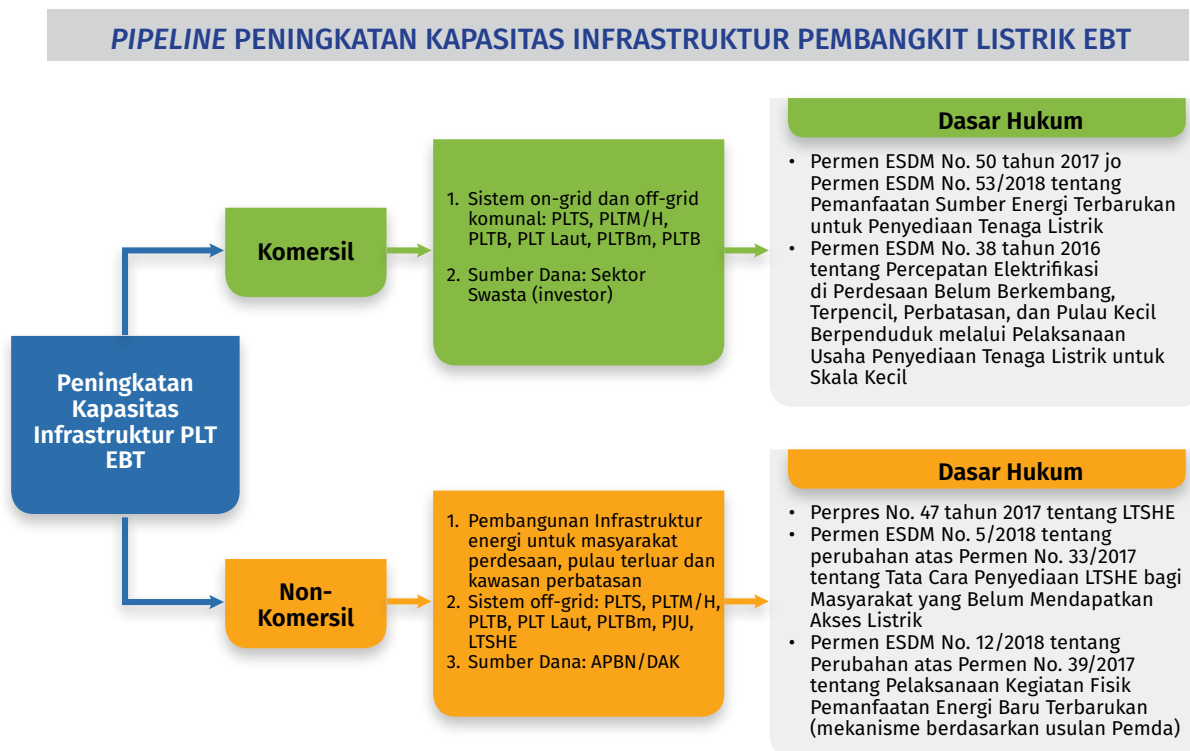 PIPELINE PENINGKATAN KAPASITAS INFRASTRUKTUR PEMBANGKIT LISTRIK EBT
Peningkatan
Kapasitas
Infrastruktur PLT
EBT
Komersil
1. Sistem on-grid dan off-grid
komunal: PLTS, PLTM/H,
PLTB, PLT Laut, PLTBm, PLTB
2. Sumber Dana: Sektor
Swasta (investor)
Dasar Hukum
• Permen ESDM No. 50 tahun 2017 jo
Permen ESDM No. 53/2018 tentang
Pemanfaatan Sumber Energi Terbarukan
untuk Penyediaan Tenaga Listrik
• Permen ESDM No. 38 tahun 2016
tentang Percepatan Elektrifikasi
di Perdesaan Belum Berkembang,
Terpencil, Perbatasan, dan Pulau Kecil
Berpenduduk melalui Pelaksanaan
Usaha Penyediaan Tenaga Listrik untuk
Skala Kecil
Non-
Komersil
1. Pembangunan Infrastruktur
energi untuk masyarakat
perdesaan, pulau terluar dan
kawasan perbatasan
2. Sistem off-grid: PLTS, PLTM/H,
PLTB, PLT Laut, PLTBm, PJU,
LTSHE
3. Sumber Dana: APBN/DAK
Dasar Hukum
• Perpres No. 47 tahun 2017 tentang LTSHE
• Permen ESDM No. 5/2018 tentang
perubahan atas Permen No. 33/2017
tentang Tata Cara Penyediaan LTSHE bagi
Masyarakat yang Belum Mendapatkan
Akses Listrik
• Permen ESDM No. 12/2018 tentang
Perubahan atas Permen No. 39/2017
tentang Pelaksanaan Kegiatan Fisik
Pemanfaatan Energi Baru Terbarukan
(mekanisme berdasarkan usulan Pemda)